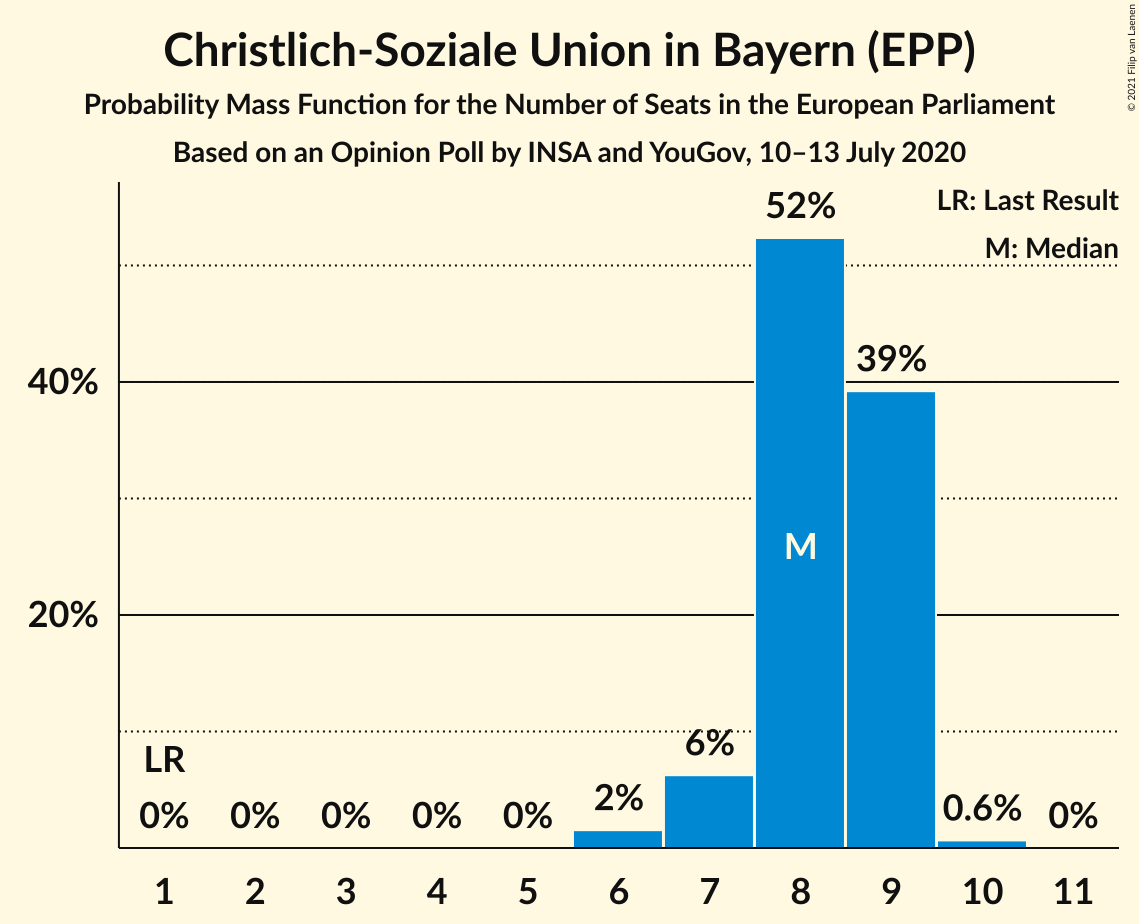 Christlich-Soziale Union in Bayern (EPP)
Probability Mass Function for the Number of Seats in the European Parliament
Based on an Opinion Poll by INSA and YouGov, 10–13 July 2020
© 2021 Filip van Laenen
LR: Last Result
M: Median
52%
39%
40%
M
20%
LR
6%
2%
0.6%
0% 0% 0% 0% 0% 0%
1 2 3 4 5 6 7 8 9 10 11